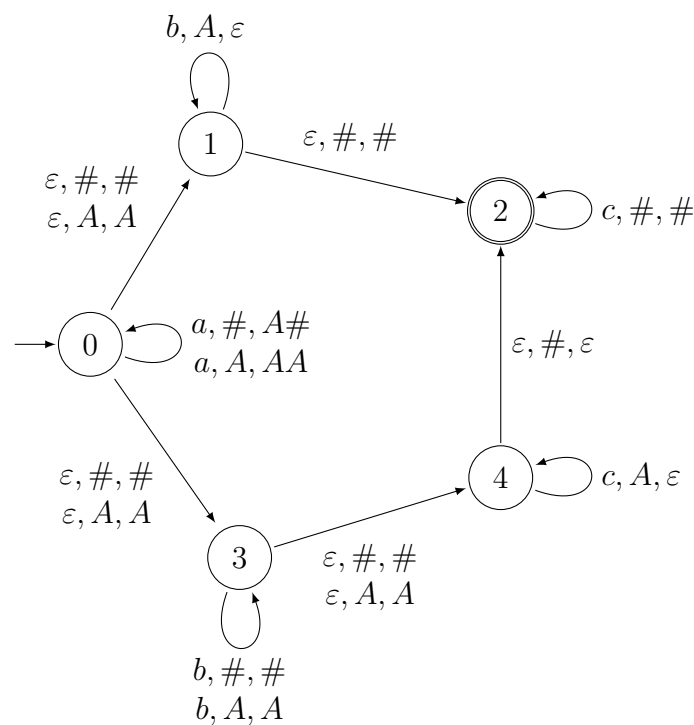 b, A, ε
1
ε, #, #
ε, #, #
ε, A, A
2
c, #, #
0
a, #, A#
a, A, AA
ε, #, ε
ε, #, #
ε, A, A
4
c, A, ε
3
ε, #, #
ε, A, A
b, #, #
b, A, A